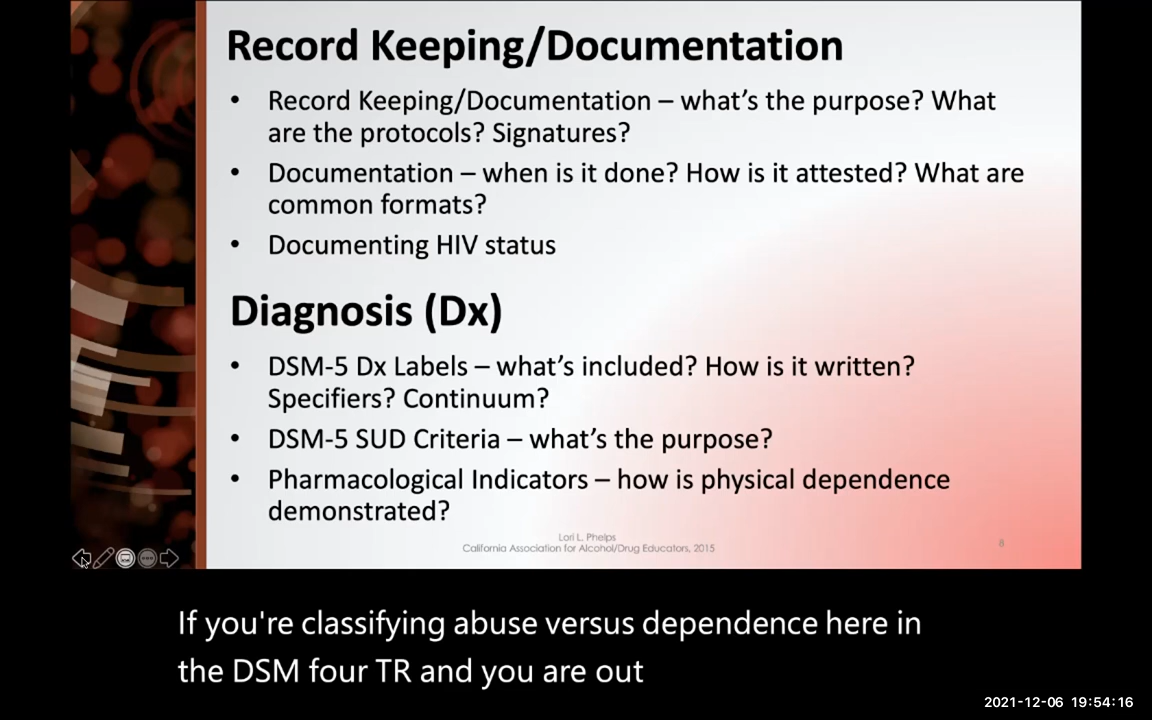 Record Keeping/Documentation
• Record Keeping/Documentation – what's the purpose? What
are the protocols? Signatures?
• Documentation – when is it done? How is it attested? What are
common formats?
• Documenting HIV status
Diagnosis (Dx)
• DSM-5 Dx Labels – what's included? How is it written?
Specifiers? Continuum?
• DSM-5 SUD Criteria – what's the purpose?
• Pharmacological Indicators – how is physical dependence
demonstrated?
Lori L. Phelps
California Association for Alcohol/Drug Educators, 2015
8
If you're classifying abuse versus dependence here in
the DSM four TR and you are out
2021-12-06 19:54:16